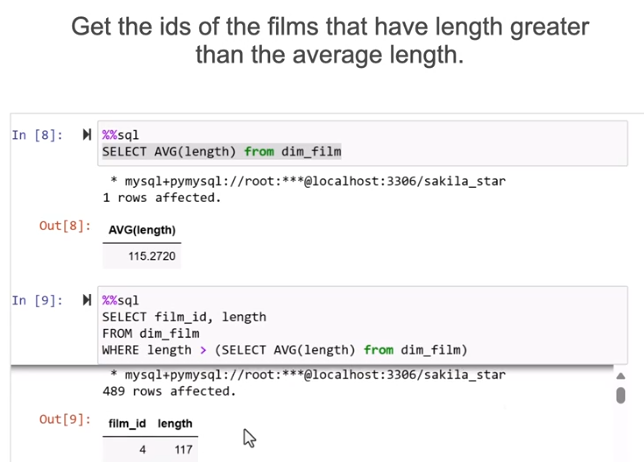 Get the ids of the films that have length greater
than the average length.
In [8]:
%%sql
SELECT AVG(length) from dim_film
* mysql+pymysql://root:***@localhost:3306/sakila_star
1 rows affected.
Out[8]:
AVG(length)
115.2720
In [9]:
%%sql
SELECT film_id, length
FROM dim_film
WHERE length > (SELECT AVG(length) from dim_film)
* mysql+pymysql://root:***@localhost:3306/sakila_star
489 rows affected.
Out[9]:
film_id length
4 117